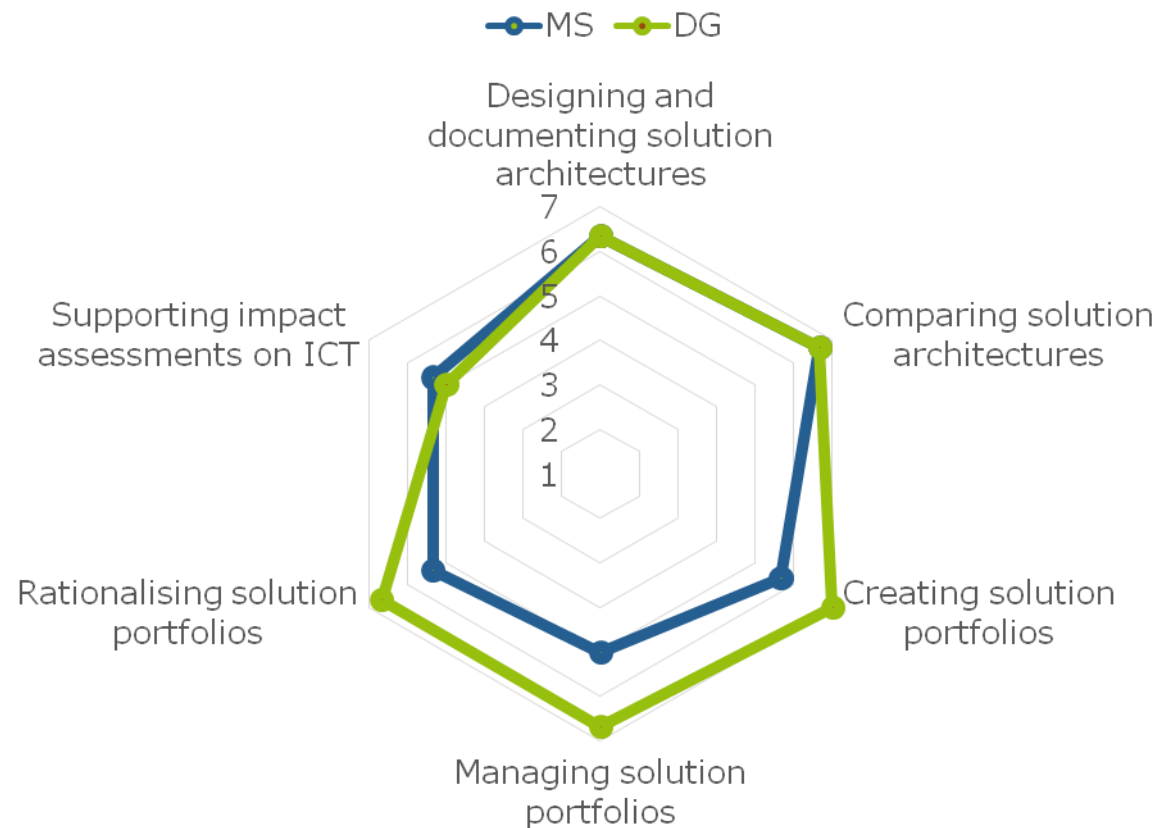 MS DG
Designing and
documenting solution
architectures
7
6
5
4
3
2
1
Supporting impact
assessments on ICT
Comparing solution
architectures
Rationalising solution
portfolios
Creating solution
portfolios
Managing solution
portfolios